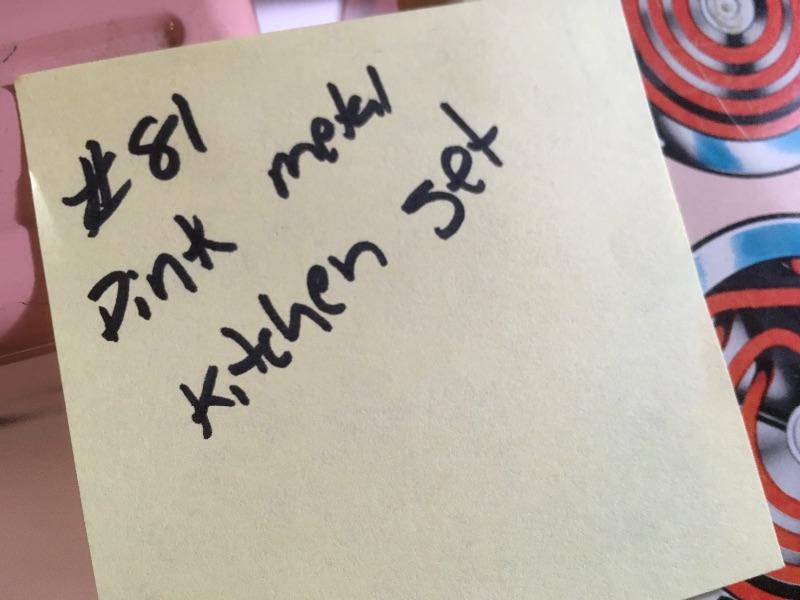 #81
Pink metal
Kitchen Set